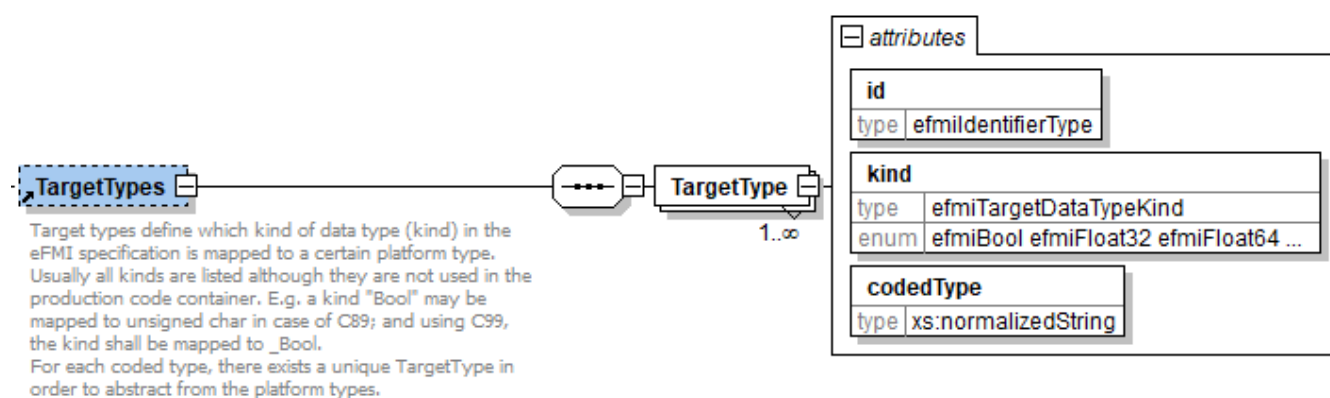 attributes
id
type efmiIdentifierType
kind
type efmiTargetDataTypeKind
enum efmiBool efmiFloat32 efmiFloat64 ...
codedType
type xs:normalizedString
TargetTypes
TargetType
1..∞
Target types define which kind of data type (kind) in the
eFMI specification is mapped to a certain platform type.
Usually all kinds are listed although they are not used in the
production code container. E.g. a kind "Bool" may be
mapped to unsigned char in case of C89; and using C99,
the kind shall be mapped to _Bool.
For each coded type, there exists a unique TargetType in
order to abstract from the platform types.